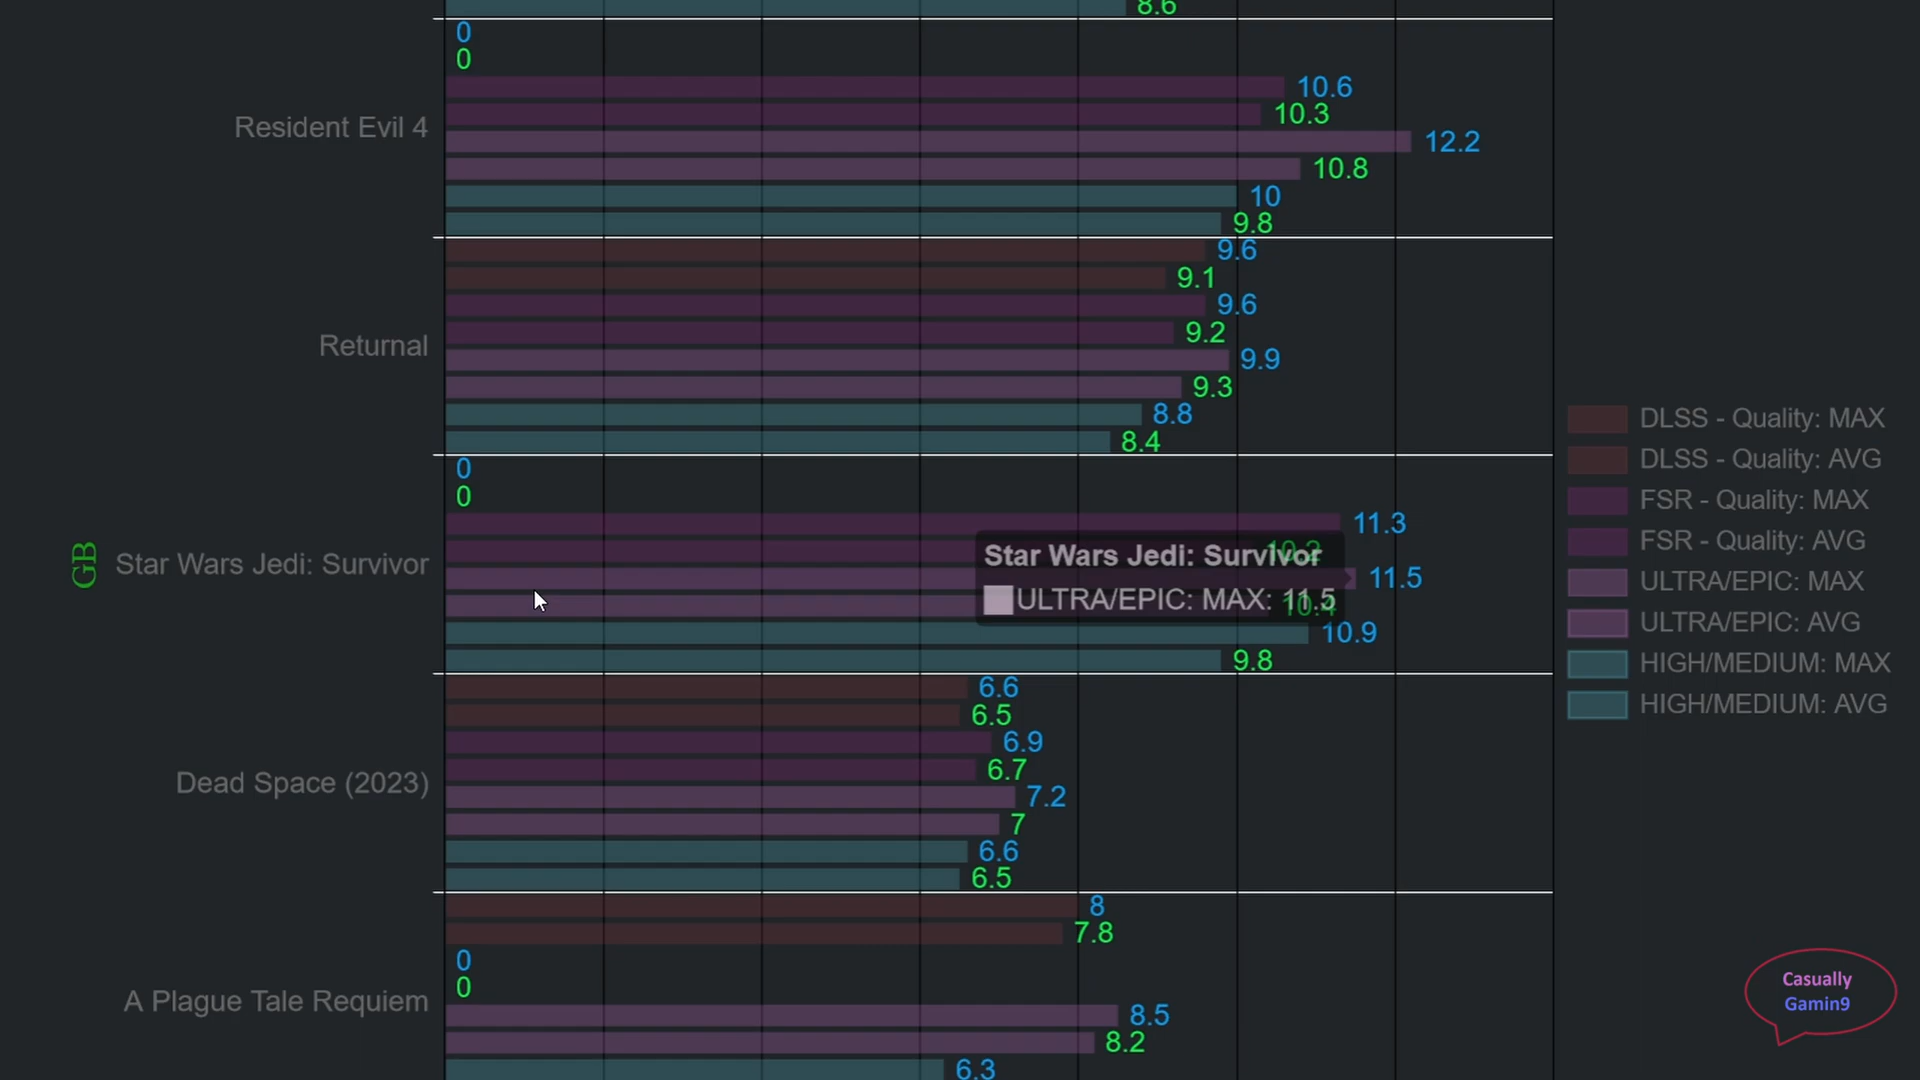 8.6
0
0
10.6
10.3
Resident Evil 4
12.2
10.8
10
9.8
9.6
9.1
9.6
9.2
Returnal
9.9
9.3
8.8
8.4
0
0
11.3
10.2
GB
Star Wars Jedi: Survivor
Star Wars Jedi: Survivor
ULTRA/EPIC: MAX: 11.5
11.5
10.4
10.9
9.8
6.6
6.5
6.9
6.7
Dead Space (2023)
7.2
7
6.6
6.5
8
7.8
0
0
A Plague Tale Requiem
8.5
8.2
6.3
DLSS - Quality: MAX
DLSS - Quality: AVG
FSR - Quality: MAX
FSR - Quality: AVG
ULTRA/EPIC: MAX
ULTRA/EPIC: AVG
HIGH/MEDIUM: MAX
HIGH/MEDIUM: AVG
Casually
Gamin9